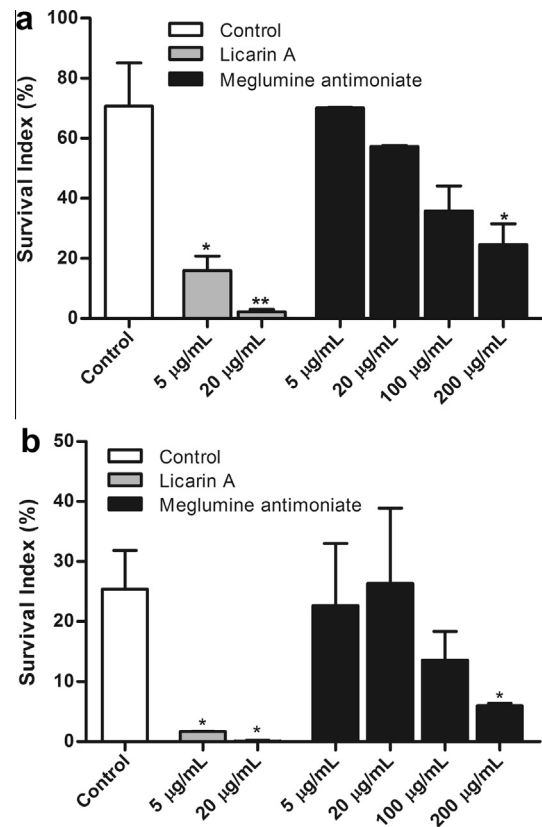 a
100
80
60
40
20
0
Survival Index (%)
Control
Licarin A
Meglumine antimoniate
*
**
*
Control
5 µg/mL
20 µg/mL
5 µg/mL
20 µg/mL
100 µg/mL
200 µg/mL
b
50
40
30
20
10
0
Survival Index (%)
Control
Licarin A
Meglumine antimoniate
*
*
*
Control
5 µg/mL
20 µg/mL
5 µg/mL
20 µg/mL
100 µg/mL
200 µg/mL